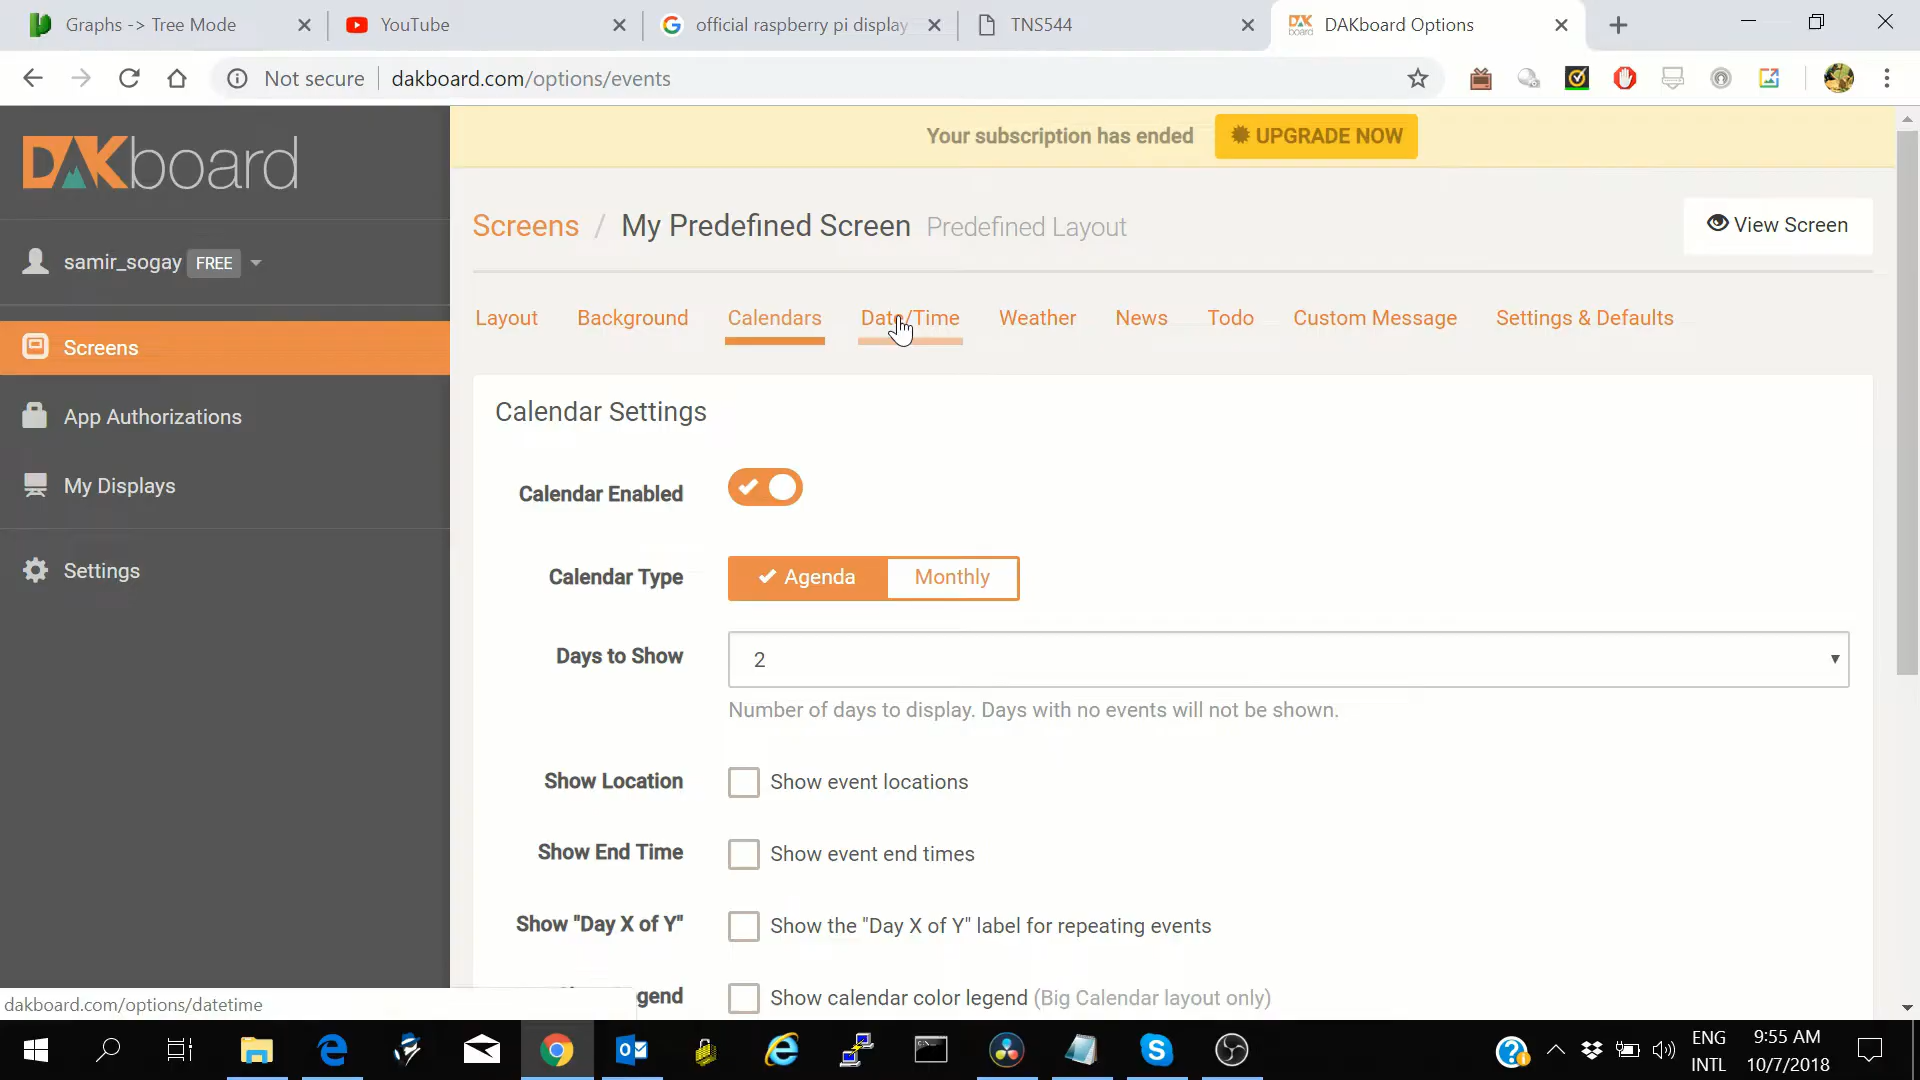 Graphs -> Tree Mode
YouTube
official raspberry pi display
TNS544
DAKboard Options
Not secure
dakboard.com/options/events
DAKboard
Your subscription has ended
UPGRADE NOW
Screens / My Predefined Screen Predefined Layout
View Screen
samir_sogay FREE
Layout Background Calendars Date/Time Weather News Todo Custom Message Settings & Defaults
Screens
App Authorizations
My Displays
Settings
Calendar Settings
Calendar Enabled
Calendar Type Agenda Monthly
Days to Show 2
Number of days to display. Days with no events will not be shown.
Show Location Show event locations
Show End Time Show event end times
Show "Day X of Y" Show the "Day X of Y" label for repeating events
Show calendar color legend (Big Calendar layout only)
dakboard.com/options/datetime
ENG
INTL
9:55 AM
10/7/2018